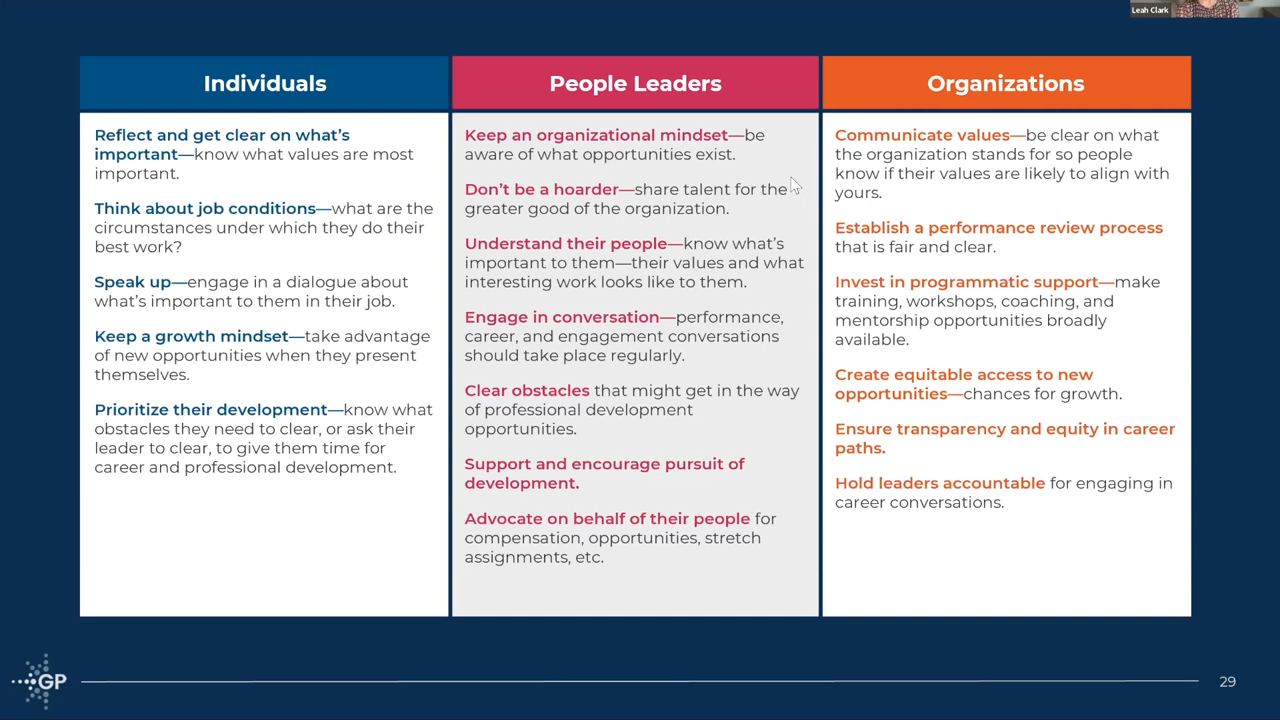 Leah Clark
Individuals
Reflect and get clear on what's
important—know what values are most
important.
Think about job conditions—what are the
circumstances under which they do their
best work?
Speak up—engage in a dialogue about
what's important to them in their job.
Keep a growth mindset—take advantage
of new opportunities when they present
themselves.
Prioritize their development—know what
obstacles they need to clear, or ask their
leader to clear, to give them time for
career and professional development.
People Leaders
Keep an organizational mindset—be
aware of what opportunities exist.
Don't be a hoarder—share talent for the
greater good of the organization.
Understand their people—know what's
important to them—their values and what
interesting work looks like to them.
Engage in conversation—performance,
career, and engagement conversations
should take place regularly.
Clear obstacles that might get in the way
of professional development
opportunities.
Support and encourage pursuit of
development.
Advocate on behalf of their people for
compensation, opportunities, stretch
assignments, etc.
Organizations
Communicate values—be clear on what
the organization stands for so people
know if their values are likely to align with
yours.
Establish a performance review process
that is fair and clear.
Invest in programmatic support—make
training, workshops, coaching, and
mentorship opportunities broadly
available.
Create equitable access to new
opportunities—chances for growth.
Ensure transparency and equity in career
paths.
Hold leaders accountable for engaging in
career conversations.
GP
29